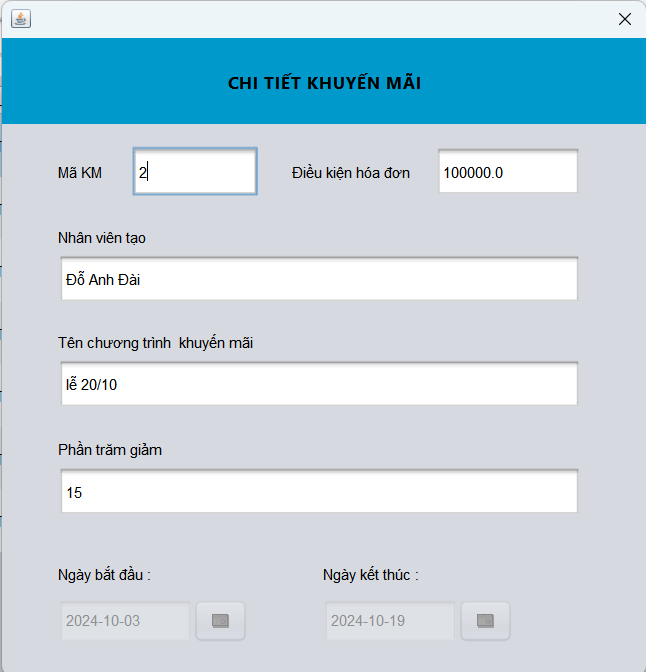 CHI TIẾT KHUYẾN MÃI
Mã KM 2 Điều kiện hóa đơn 100000.0
Nhân viên tạo
Đỗ Anh Đài
Tên chương trình khuyến mãi
lễ 20/10
Phần trăm giảm
15
Ngày bắt đầu : Ngày kết thúc :
2024-10-03 2024-10-19